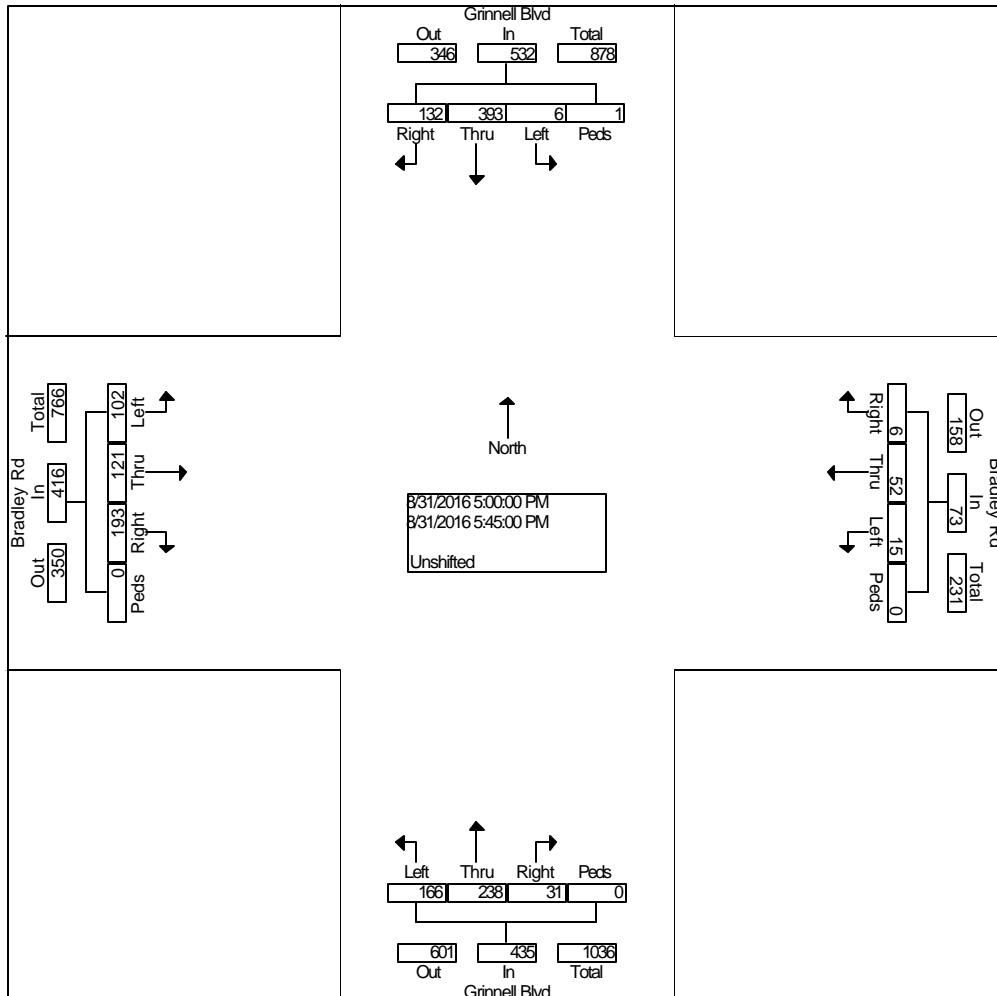 Grinnell Blvd
Out In Total
346 532 878
132 393 6 1
Right Thru Left Peds
Bradley Rd
Total In Out
766 416 350
102 121 193 0
Left Thru Right Peds
North
8/31/2016 5:00:00 PM
8/31/2016 5:45:00 PM
Unshifted
Right Thru Left Peds
6 52 15 0
Out In Total
158 73 231
Bradley Rd
Left Thru Right Peds
166 238 31 0
601 435 1036
Out In Total
Grinnell Blvd